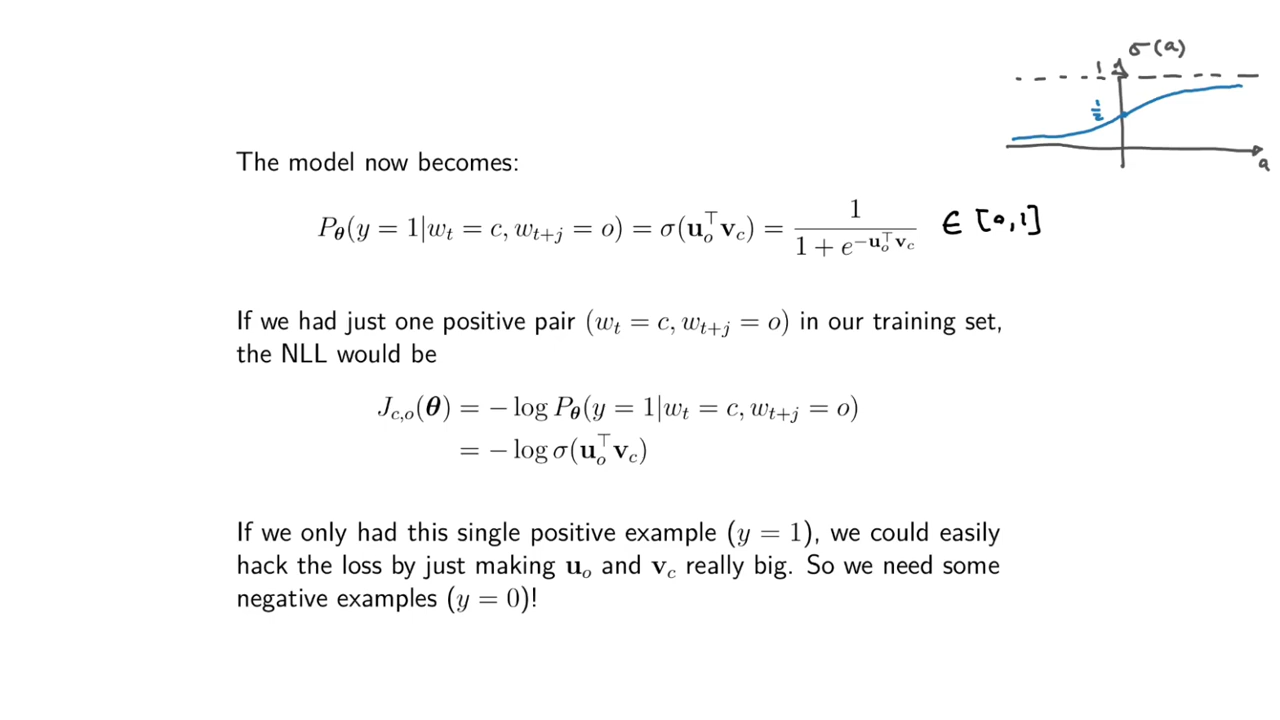 σ(a)
1
1/2
a
The model now becomes:
P_θ(y = 1|w_t = c, w_{t+j} = o) = σ(u_o^⊤ v_c) = 1 / (1 + e^{−u_o^⊤ v_c}) ∈ [0,1]
If we had just one positive pair (w_t = c, w_{t+j} = o) in our training set,
the NLL would be
J_{c,o}(θ) = − log P_θ(y = 1|w_t = c, w_{t+j} = o)
= − log σ(u_o^⊤ v_c)
If we only had this single positive example (y = 1), we could easily
hack the loss by just making u_o and v_c really big. So we need some
negative examples (y = 0)!